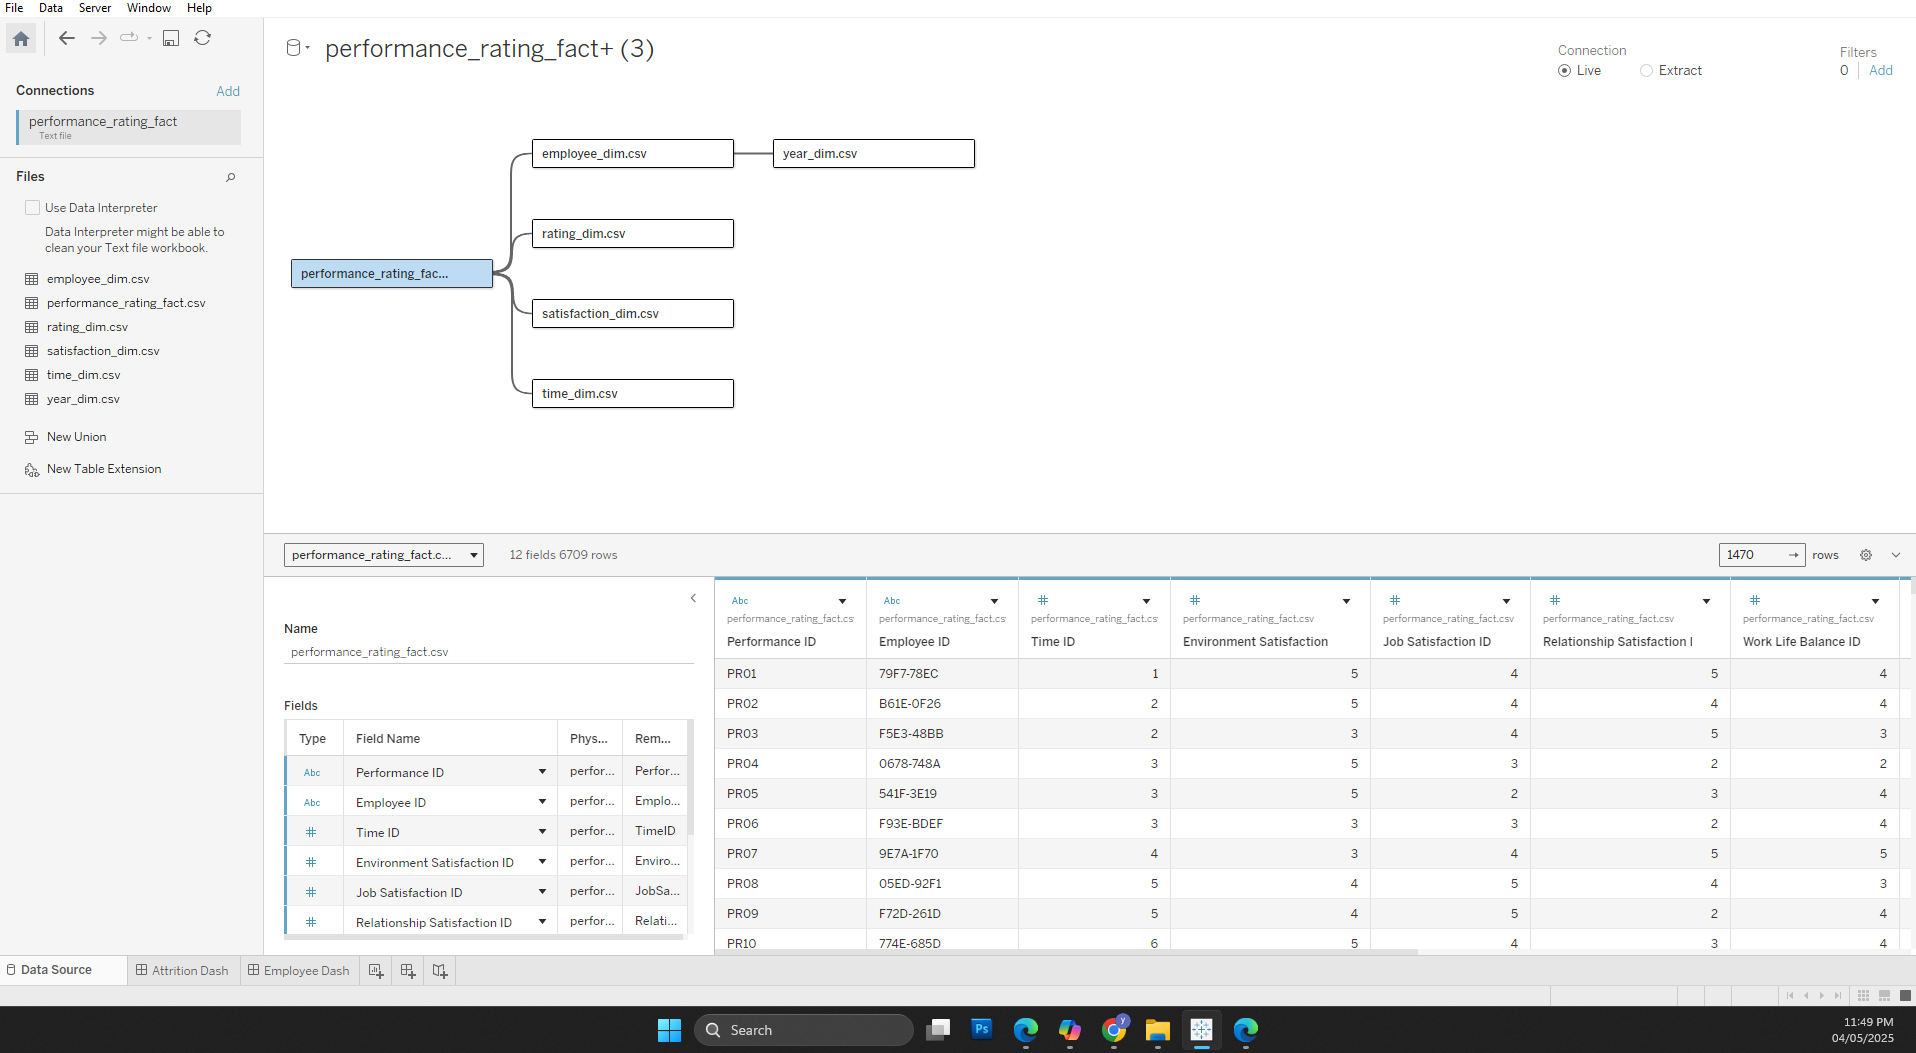 File Data Server Window Help
performance_rating_fact+ (3)
Connection
Live Extract
Filters
0 Add
Connections Add
performance_rating_fact
Text file
Files
Use Data Interpreter
Data Interpreter might be able to
clean your Text file workbook.
employee_dim.csv
performance_rating_fact.csv
rating_dim.csv
satisfaction_dim.csv
time_dim.csv
year_dim.csv
New Union
New Table Extension
employee_dim.csv year_dim.csv
rating_dim.csv
performance_rating_fac...
satisfaction_dim.csv
time_dim.csv
performance_rating_fact.c... 12 fields 6709 rows 1470 rows
Name
performance_rating_fact.csv
Fields
Type Field Name Phys... Rem...
Abc Performance ID perfor... Perfor...
Abc Employee ID perfor... Emplo...
# Time ID perfor... TimeID
# Environment Satisfaction ID perfor... Enviro...
# Job Satisfaction ID perfor... JobSa...
# Relationship Satisfaction ID perfor... Relati...
Abc Abc # # # # #
performance_rating_fact.cs performance_rating_fact.cs performance_rating_fact.cs performance_rating_fact.csv performance_rating_fact.csv performance_rating_fact.csv performance_rating_fact.csv
Performance ID Employee ID Time ID Environment Satisfaction Job Satisfaction ID Relationship Satisfaction I Work Life Balance ID
PR01 79F7-78EC 1 5 4 5 4
PR02 B61E-0F26 2 5 4 4 4
PR03 F5E3-48BB 2 3 4 5 3
PR04 0678-748A 3 5 3 2 2
PR05 541F-3E19 3 5 2 3 4
PR06 F93E-BDEF 3 3 3 2 4
PR07 9E7A-1F70 4 3 4 5 5
PR08 05ED-92F1 5 4 5 4 3
PR09 F72D-261D 5 4 5 2 4
PR10 774E-685D 6 5 4 3 4
Data Source Attrition Dash Employee Dash
Search
Ps
y
11:49 PM
04/05/2025